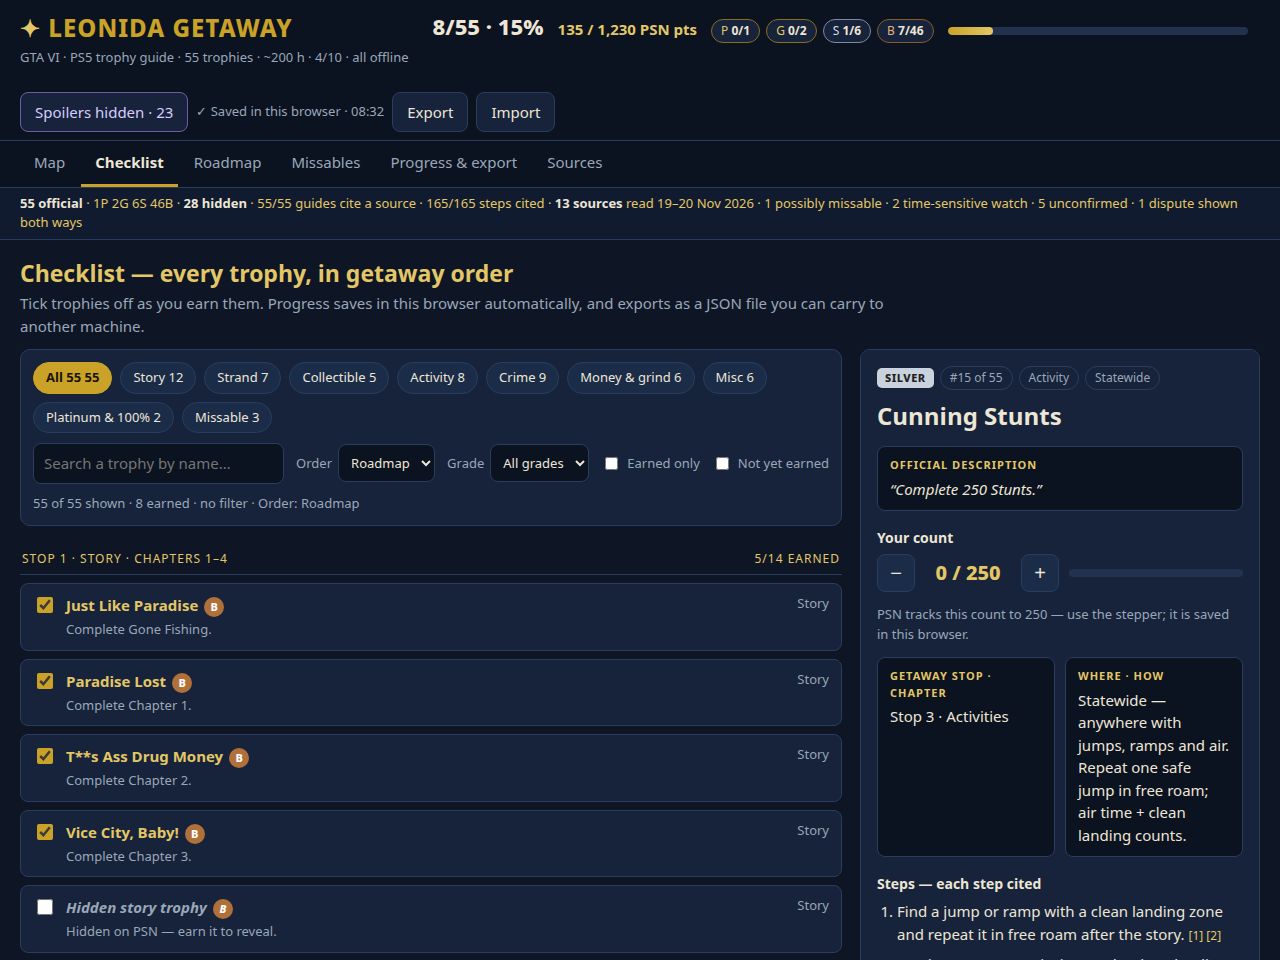 ✦ LEONIDA GETAWAY
GTA VI · PS5 trophy guide · 55 trophies · ~200 h · 4/10 · all offline
8/55 · 15%
135 / 1,230 PSN pts
P 0/1
G 0/2
S 1/6
B 7/46
Spoilers hidden · 23
✓ Saved in this browser · 08:32
Export
Import
Map
Checklist
Roadmap
Missables
Progress & export
Sources
55 official · 1P 2G 6S 46B · 28 hidden · 55/55 guides cite a source · 165/165 steps cited · 13 sources read 19–20 Nov 2026 · 1 possibly missable · 2 time-sensitive watch · 5 unconfirmed · 1 dispute shown
both ways
Checklist — every trophy, in getaway order
Tick trophies off as you earn them. Progress saves in this browser automatically, and exports as a JSON file you can carry to
another machine.
All 55 55
Story 12
Strand 7
Collectible 5
Activity 8
Crime 9
Money & grind 6
Misc 6
Platinum & 100% 2
Missable 3
Search a trophy by name...
Order
Roadmap
Grade
All grades
Earned only
Not yet earned
55 of 55 shown · 8 earned · no filter · Order: Roadmap
STOP 1 · STORY · CHAPTERS 1–4
5/14 EARNED
Just Like Paradise B
Story
Complete Gone Fishing.
Paradise Lost B
Story
Complete Chapter 1.
T**s Ass Drug Money B
Story
Complete Chapter 2.
Vice City, Baby! B
Story
Complete Chapter 3.
Hidden story trophy B
Story
Hidden on PSN — earn it to reveal.
SILVER
#15 of 55
Activity
Statewide
Cunning Stunts
OFFICIAL DESCRIPTION
“Complete 250 Stunts.”
Your count
−
0 / 250
+
PSN tracks this count to 250 — use the stepper; it is saved
in this browser.
GETAWAY STOP ·
CHAPTER
Stop 3 · Activities
WHERE · HOW
Statewide —
anywhere with
jumps, ramps and air.
Repeat one safe
jump in free roam;
air time + clean
landing counts.
Steps — each step cited
1. Find a jump or ramp with a clean landing zone
and repeat it in free roam after the story. [1] [2]